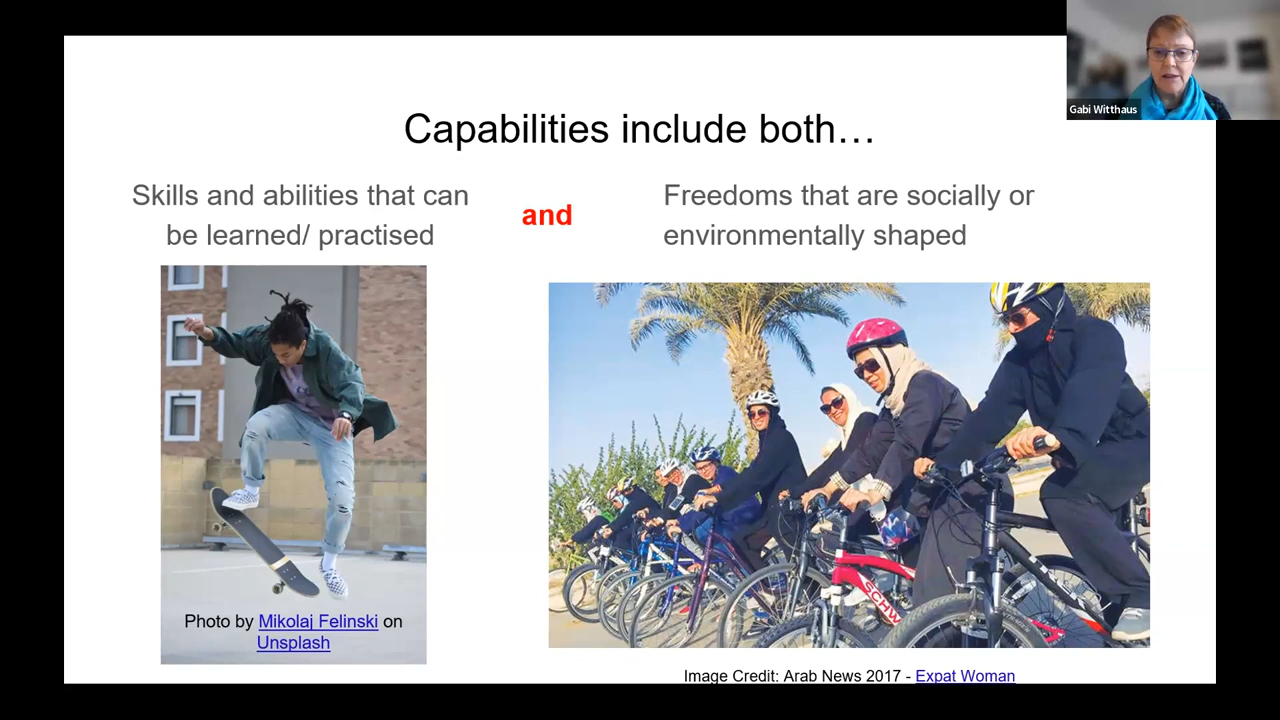 Gabi Witthaus
Capabilities include both…
Skills and abilities that can
be learned/ practised
and
Freedoms that are socially or
environmentally shaped
SCHW
Photo by Mikolaj Felinski on
Unsplash
Image Credit: Arab News 2017 - Expat Woman